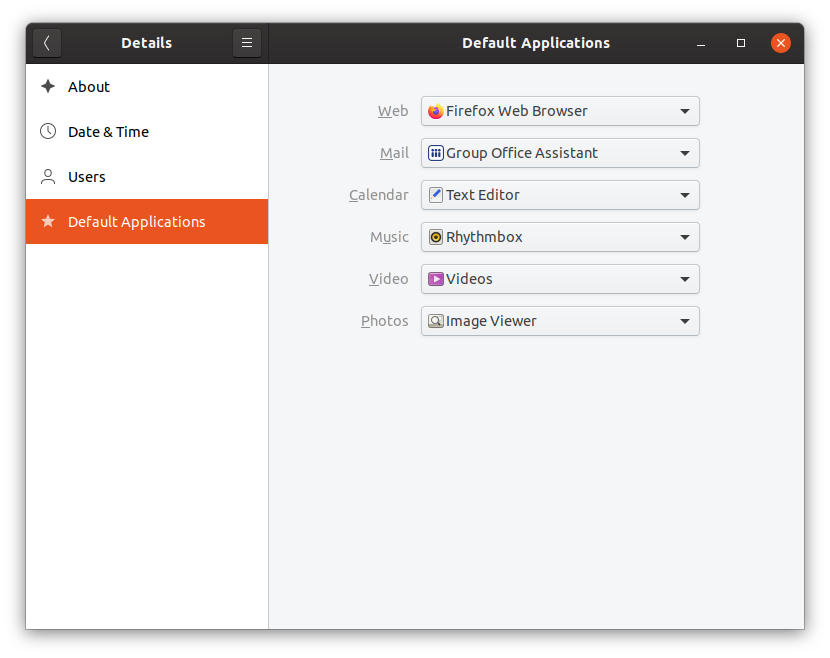 Details
Default Applications
About
Date & Time
Users
Default Applications
Web Firefox Web Browser
Mail Group Office Assistant
Calendar Text Editor
Music Rhythmbox
Video Videos
Photos Image Viewer